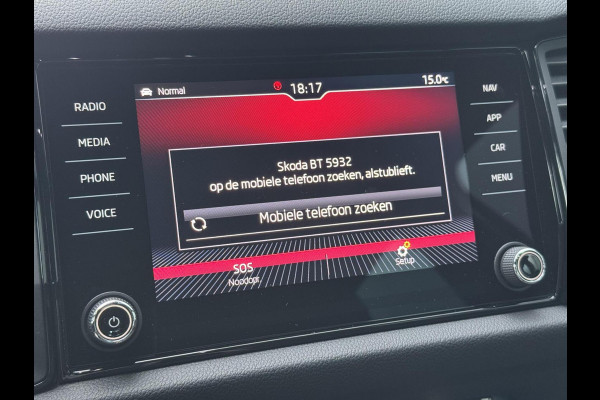 Normal
18:17
15.0°C
RADIO
MEDIA
PHONE
VOICE
NAV
APP
CAR
MENU
Skoda BT 5932
op de mobiele telefoon zoeken, alstublieft.
Mobiele telefoon zoeken
SOS
Noodopr.
Setup